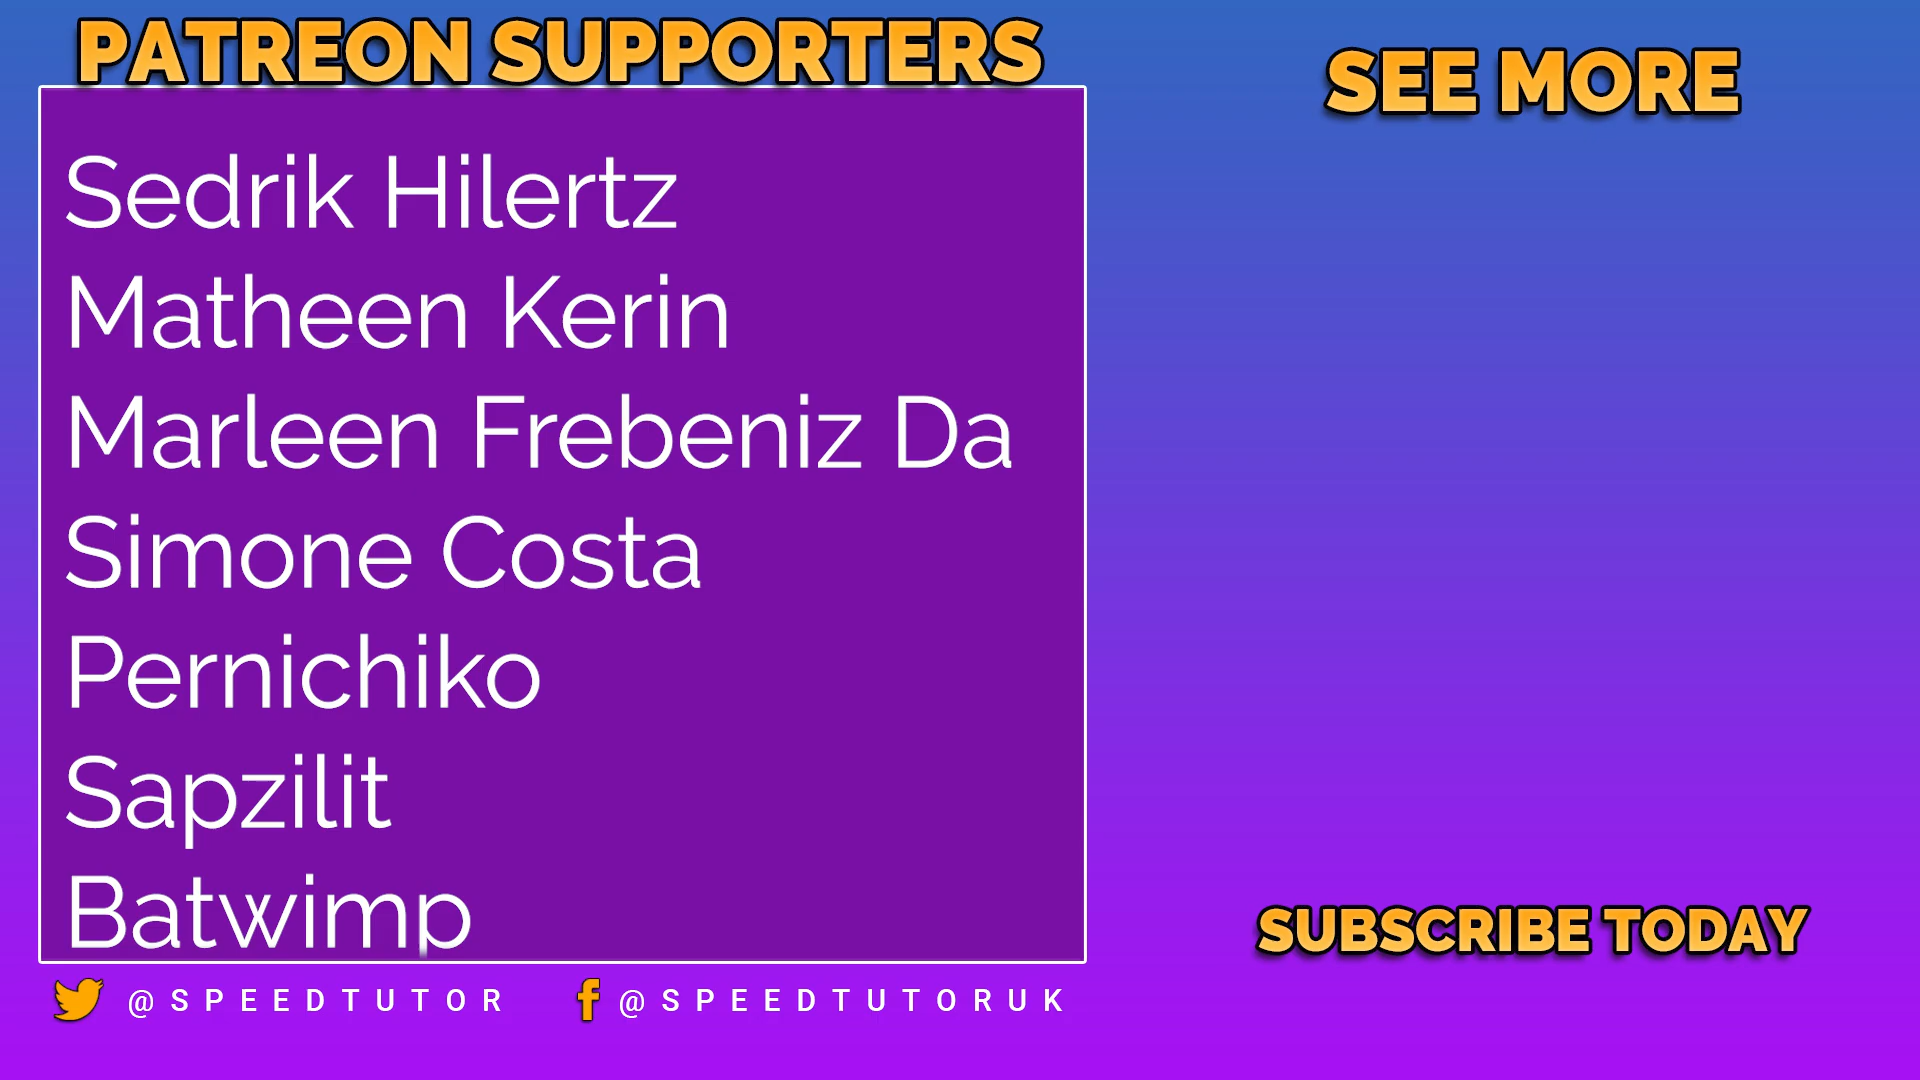 PATREON SUPPORTERS
SEE MORE
Sedrik Hilertz
Matheen Kerin
Marleen Frebeniz Da
Simone Costa
Pernichiko
Sapzilit
Batwimp
SUBSCRIBE TODAY
@SPEEDTUTOR
@SPEEDTUTORUK